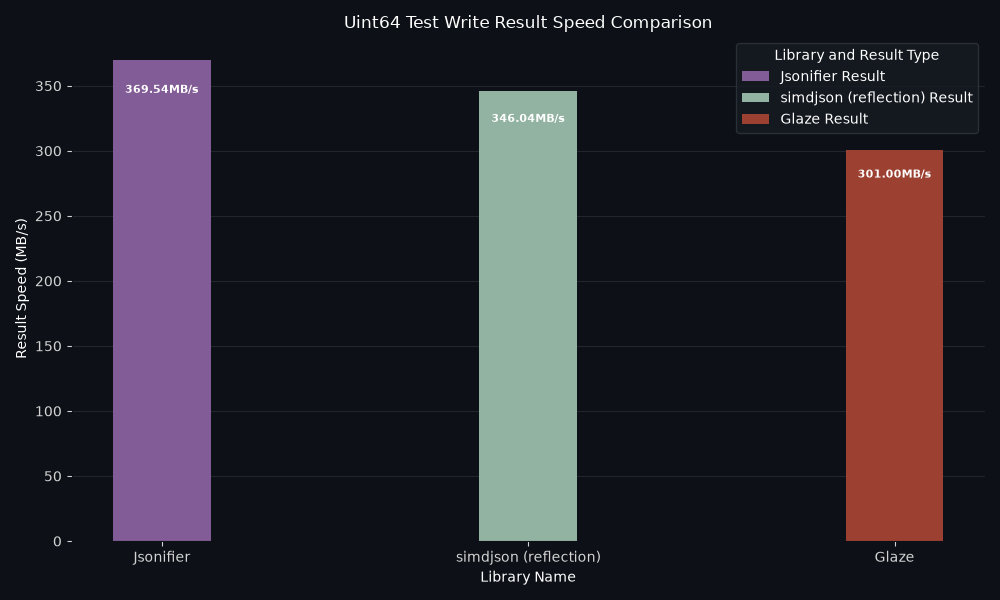 Uint64 Test Write Result Speed Comparison
Library and Result Type
Jsonifier Result
simdjson (reflection) Result
Glaze Result
369.54MB/s
346.04MB/s
301.00MB/s
Result Speed (MB/s)
350
300
250
200
150
100
50
0
Jsonifier
simdjson (reflection)
Glaze
Library Name